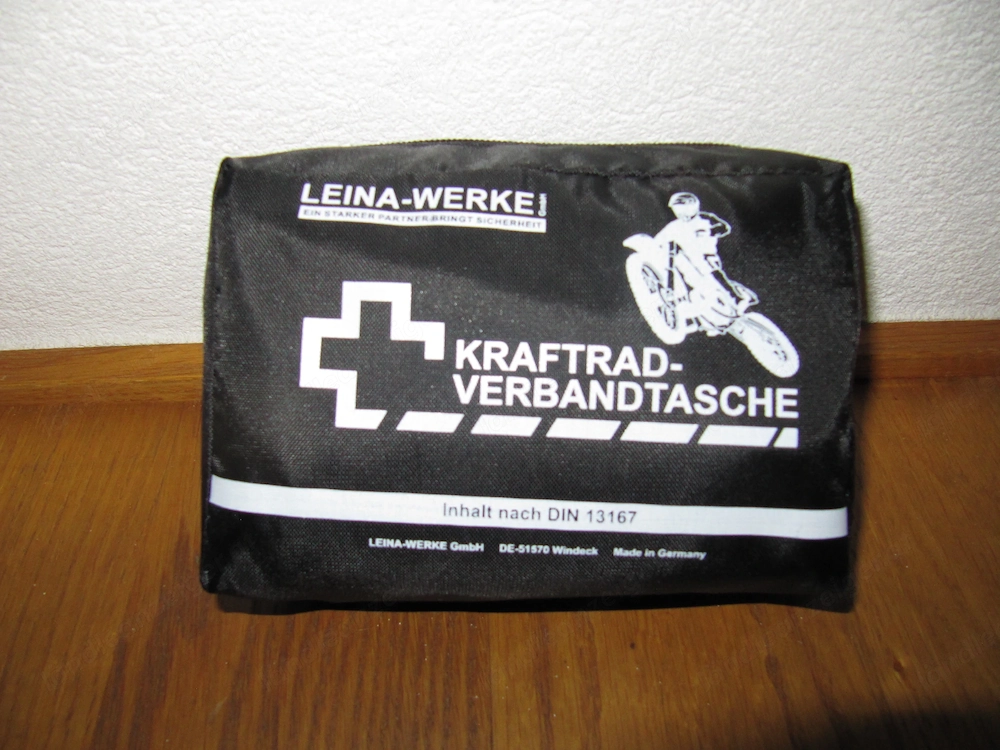 LEINA-WERKE GmbH
EIN STARKER PARTNER BRINGT SICHERHEIT
KRAFTRAD-
VERBANDTASCHE
Inhalt nach DIN 13167
LEINA-WERKE GmbH DE-51570 Windeck Made in Germany